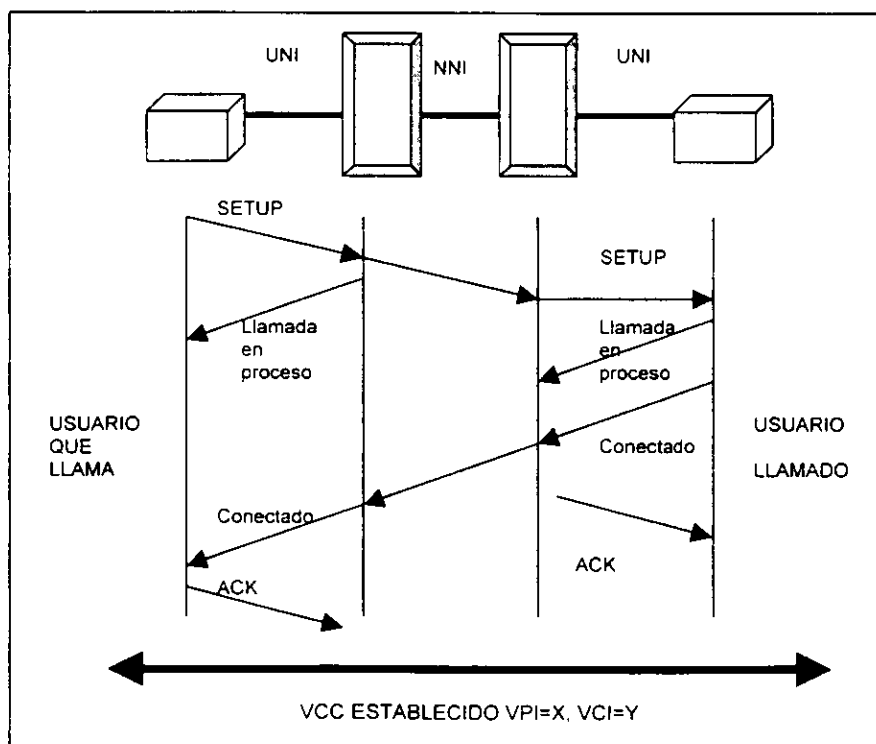 UNI
NNI
UNI
SETUP
SETUP
Llamada
en
proceso
Llamada
en
proceso
USUARIO
QUE
LLAMA
USUARIO
LLAMADO
Conectado
Conectado
ACK
ACK
VCC ESTABLECIDO VPI=X, VCI=Y